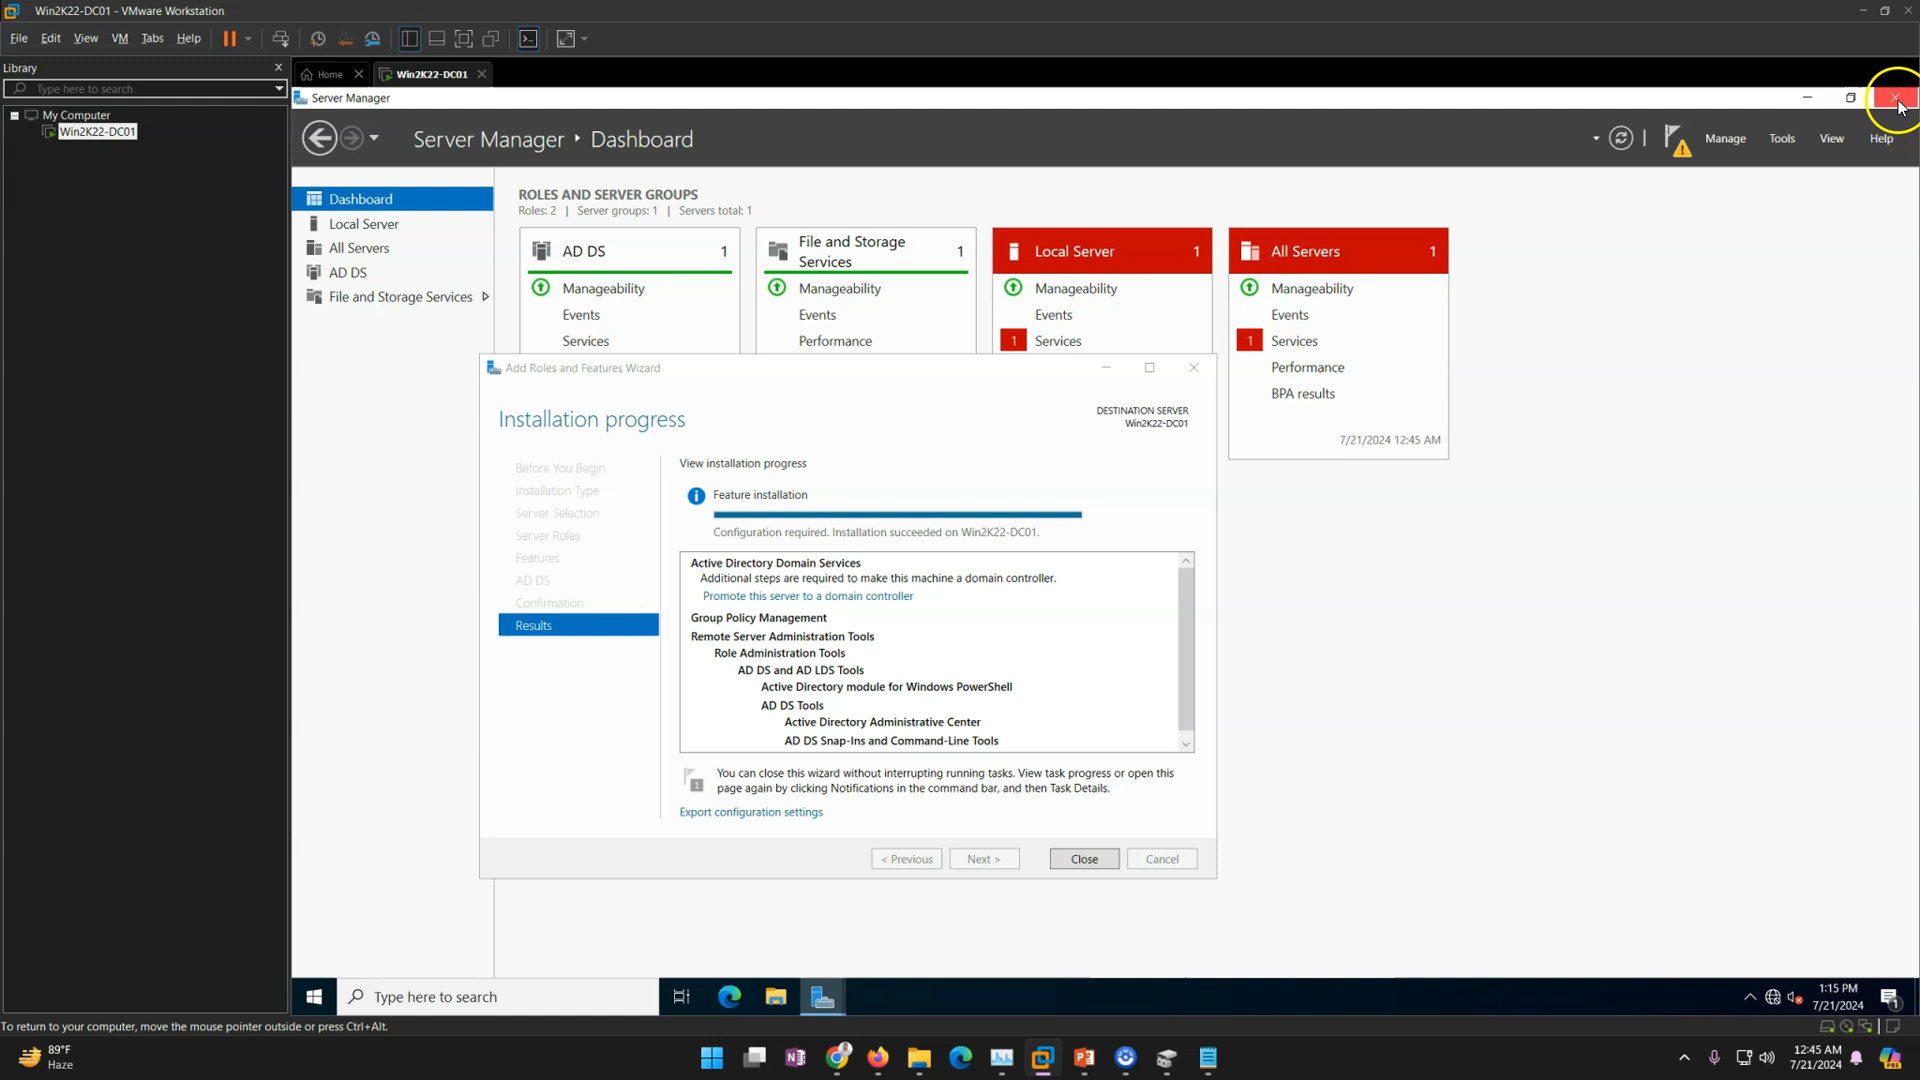 Win2K22-DC01 - VMware Workstation
File Edit View VM Tabs Help
Library
Type here to search
My Computer
Win2K22-DC01
Home
Win2K22-DC01
Server Manager
Server Manager ‣ Dashboard
Manage Tools View Help
Dashboard
Local Server
All Servers
AD DS
File and Storage Services
ROLES AND SERVER GROUPS
Roles: 2 | Server groups: 1 | Servers total: 1
AD DS 1
Manageability
Events
Services
File and Storage
Services
1
Manageability
Events
Performance
Local Server 1
Manageability
Events
1 Services
All Servers 1
Manageability
Events
1 Services
Performance
BPA results
7/21/2024 12:45 AM
Add Roles and Features Wizard
Installation progress
DESTINATION SERVER
Win2K22-DC01
Before You Begin
Installation Type
Server Selection
Server Roles
Features
AD DS
Confirmation
Results
View installation progress
Feature installation
Configuration required. Installation succeeded on Win2K22-DC01.
Active Directory Domain Services
Additional steps are required to make this machine a domain controller.
Promote this server to a domain controller
Group Policy Management
Remote Server Administration Tools
Role Administration Tools
AD DS and AD LDS Tools
Active Directory module for Windows PowerShell
AD DS Tools
Active Directory Administrative Center
AD DS Snap-Ins and Command-Line Tools
1
You can close this wizard without interrupting running tasks. View task progress or open this
page again by clicking Notifications in the command bar, and then Task Details.
Export configuration settings
< Previous Next > Close Cancel
Type here to search
1:15 PM
7/21/2024
1
To return to your computer, move the mouse pointer outside or press Ctrl+Alt.
89°F
Haze
12:45 AM
7/21/2024